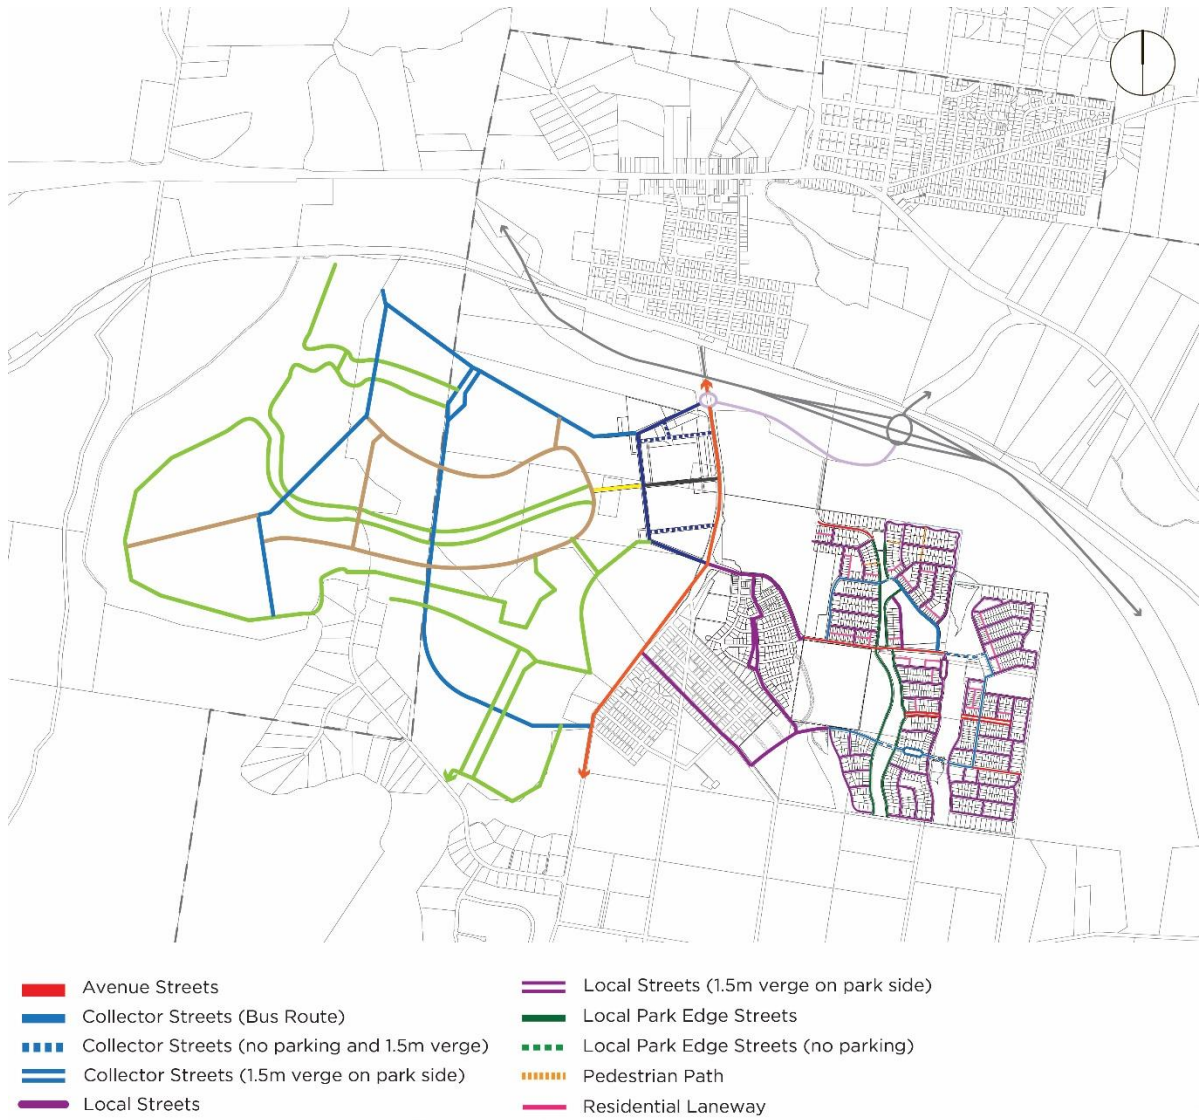 Avenue Streets
Collector Streets (Bus Route)
Collector Streets (no parking and 1.5m verge)
Collector Streets (1.5m verge on park side)
Local Streets
Local Streets (1.5m verge on park side)
Local Park Edge Streets
Local Park Edge Streets (no parking)
Pedestrian Path
Residential Laneway